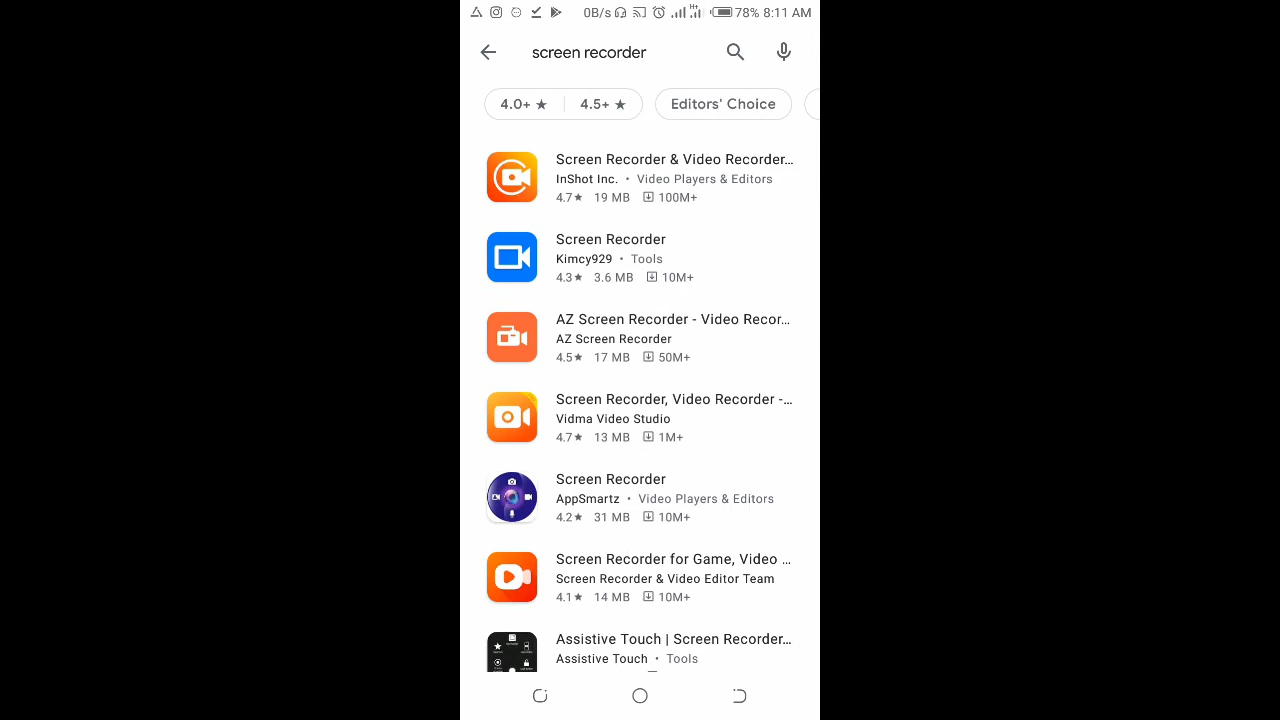 0B/s H+ 78% 8:11 AM
screen recorder
4.0+ ★ 4.5+ ★ Editors' Choice
Screen Recorder & Video Recorder...
InShot Inc. • Video Players & Editors
4.7★ 19 MB 100M+
Screen Recorder
Kimcy929 • Tools
4.3★ 3.6 MB 10M+
AZ Screen Recorder - Video Recor...
AZ Screen Recorder
4.5★ 17 MB 50M+
Screen Recorder, Video Recorder -...
Vidma Video Studio
4.7★ 13 MB 1M+
Screen Recorder
AppSmartz • Video Players & Editors
4.2★ 31 MB 10M+
Screen Recorder for Game, Video ...
Screen Recorder & Video Editor Team
4.1★ 14 MB 10M+
Assistive Touch | Screen Recorder...
Assistive Touch • Tools